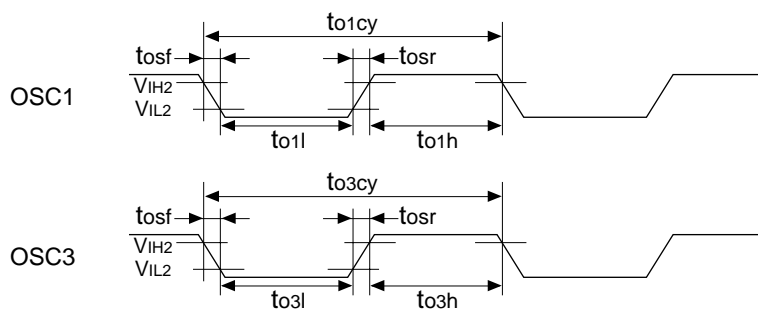 to1cy
tosf tosr
VIH2
OSC1
VIL2
to1l to1h
to3cy
tosf tosr
VIH2
OSC3
VIL2
to3l to3h